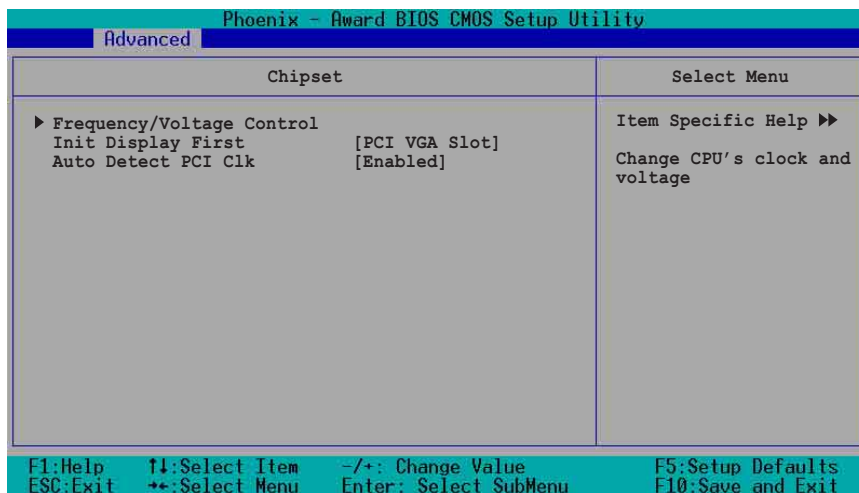 Phoenix - Award BIOS CMOS Setup Utility
Advanced
Chipset
Select Menu
▶ Frequency/Voltage Control
Init Display First [PCI VGA Slot]
Auto Detect PCI Clk [Enabled]
Item Specific Help ▶▶
Change CPU's clock and
voltage
F1:Help ↑↓:Select Item -/+: Change Value F5:Setup Defaults
ESC:Exit →←:Select Menu Enter: Select SubMenu F10:Save and Exit